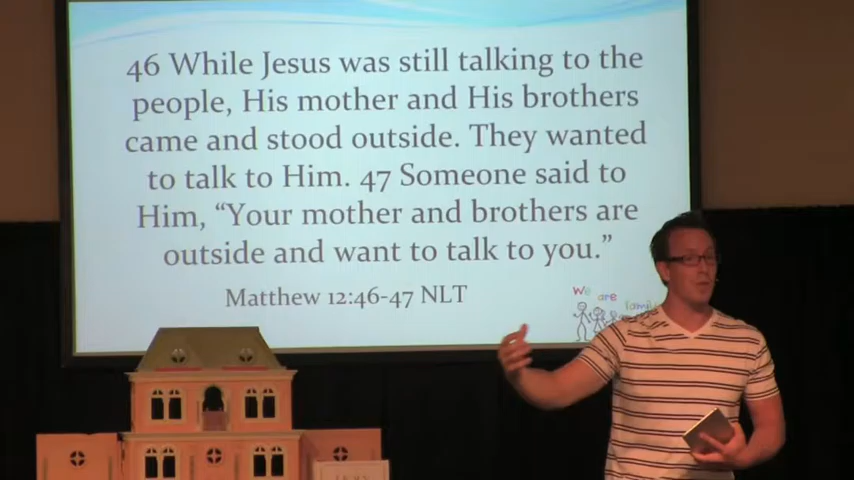 46 While Jesus was still talking to the
people, His mother and His brothers
came and stood outside. They wanted
to talk to Him. 47 Someone said to
Him, “Your mother and brothers are
outside and want to talk to you.”
Matthew 12:46-47 NLT
We are family